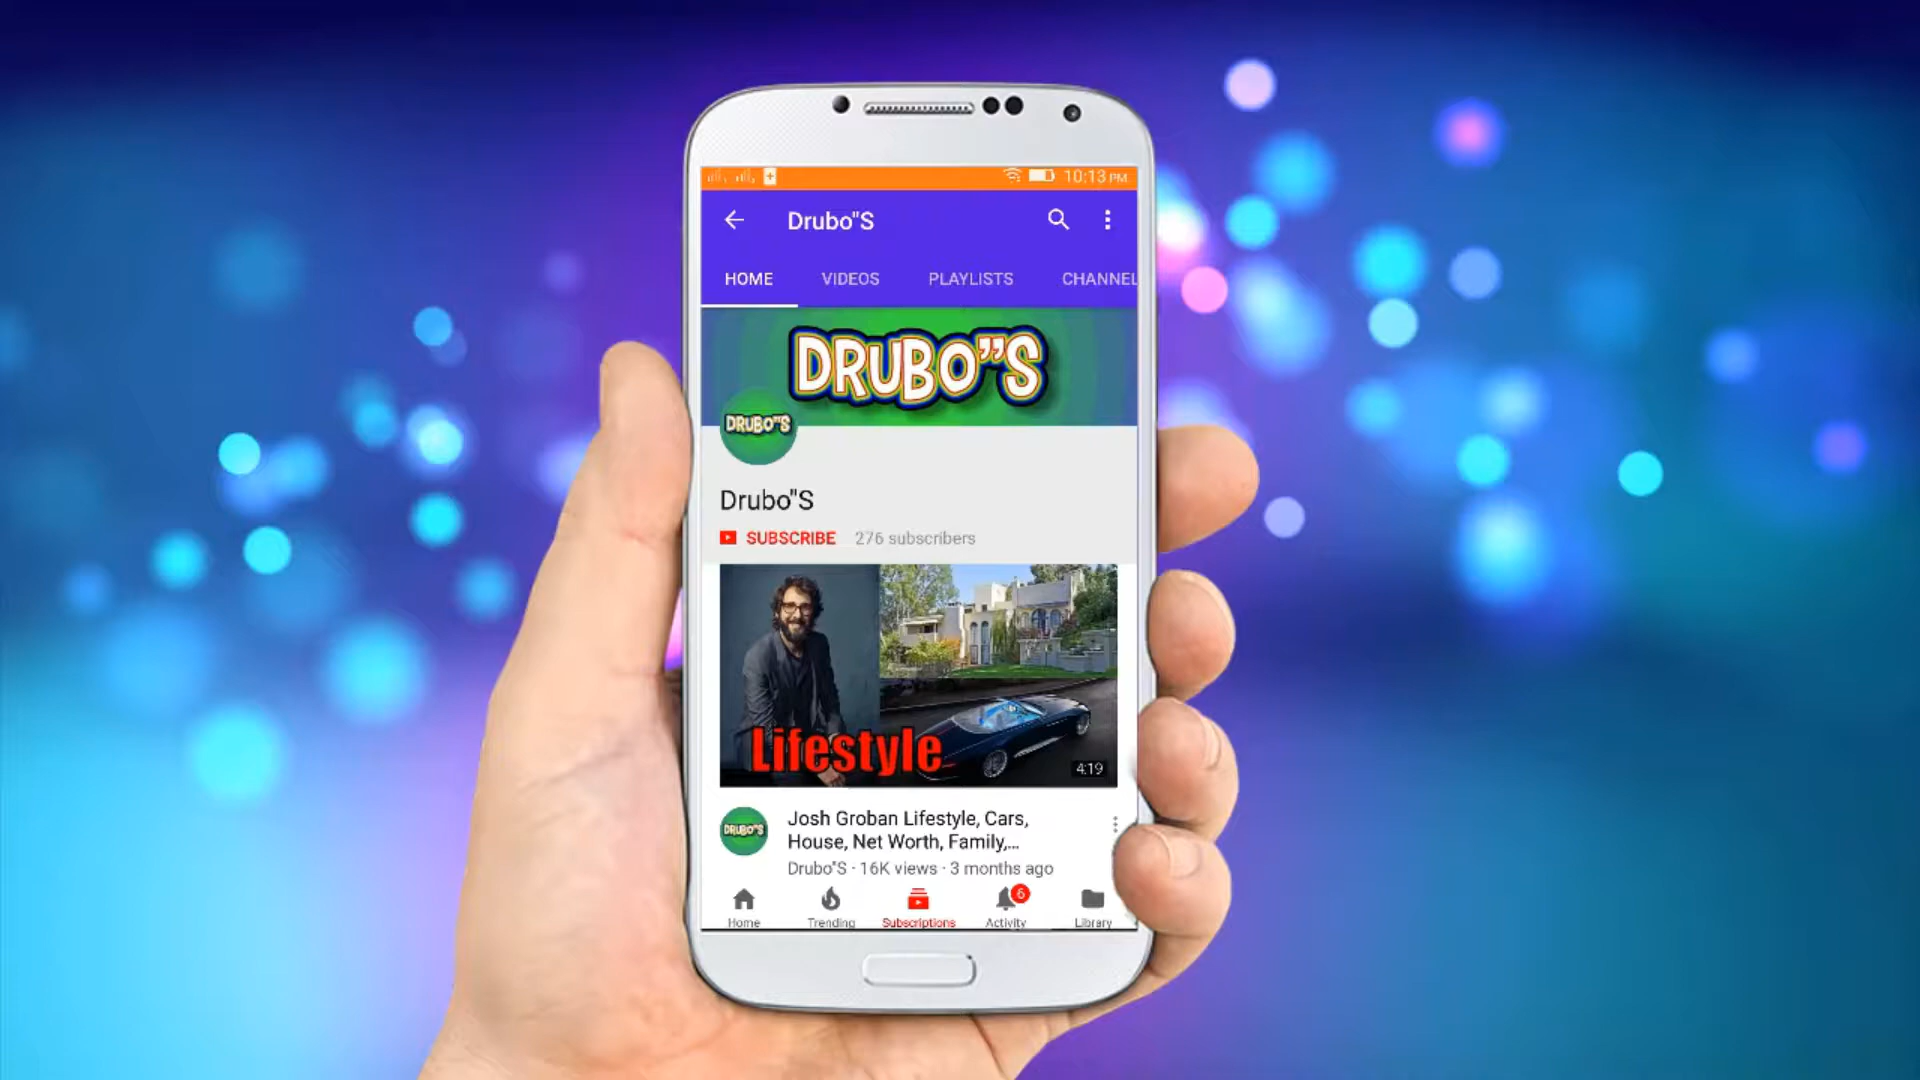 10:13 PM
Drubo"S
HOME VIDEOS PLAYLISTS CHANNEL
DRUBO”S
DRUBO”S
Drubo"S
SUBSCRIBE 276 subscribers
Lifestyle
4:19
DRUBO”S
Josh Groban Lifestyle, Cars,
House, Net Worth, Family,...
Drubo"S · 16K views · 3 months ago
6
Home Trending Subscriptions Activity Library